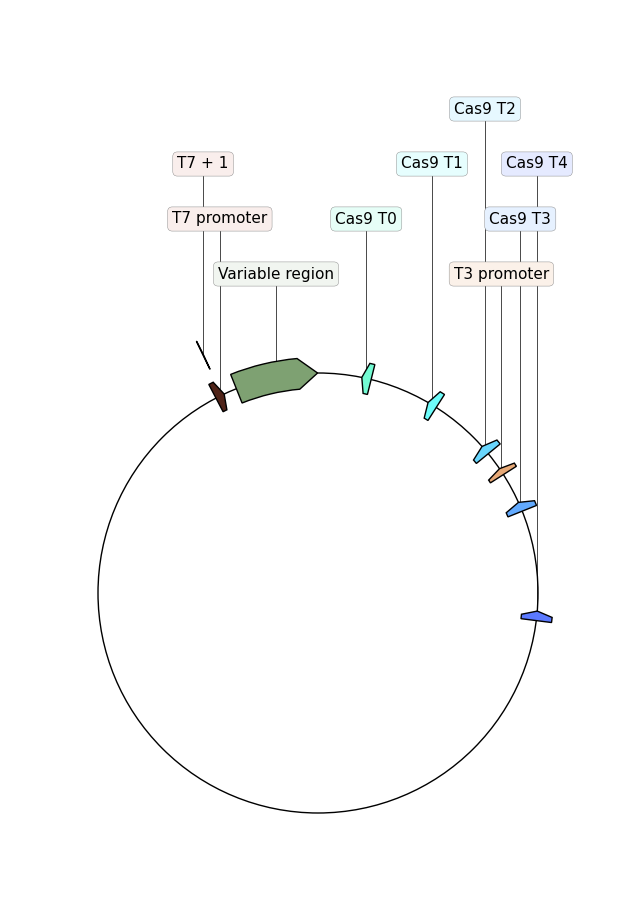 Cas9 T2
T7 + 1
Cas9 T1
Cas9 T4
T7 promoter
Cas9 T0
Cas9 T3
Variable region
T3 promoter